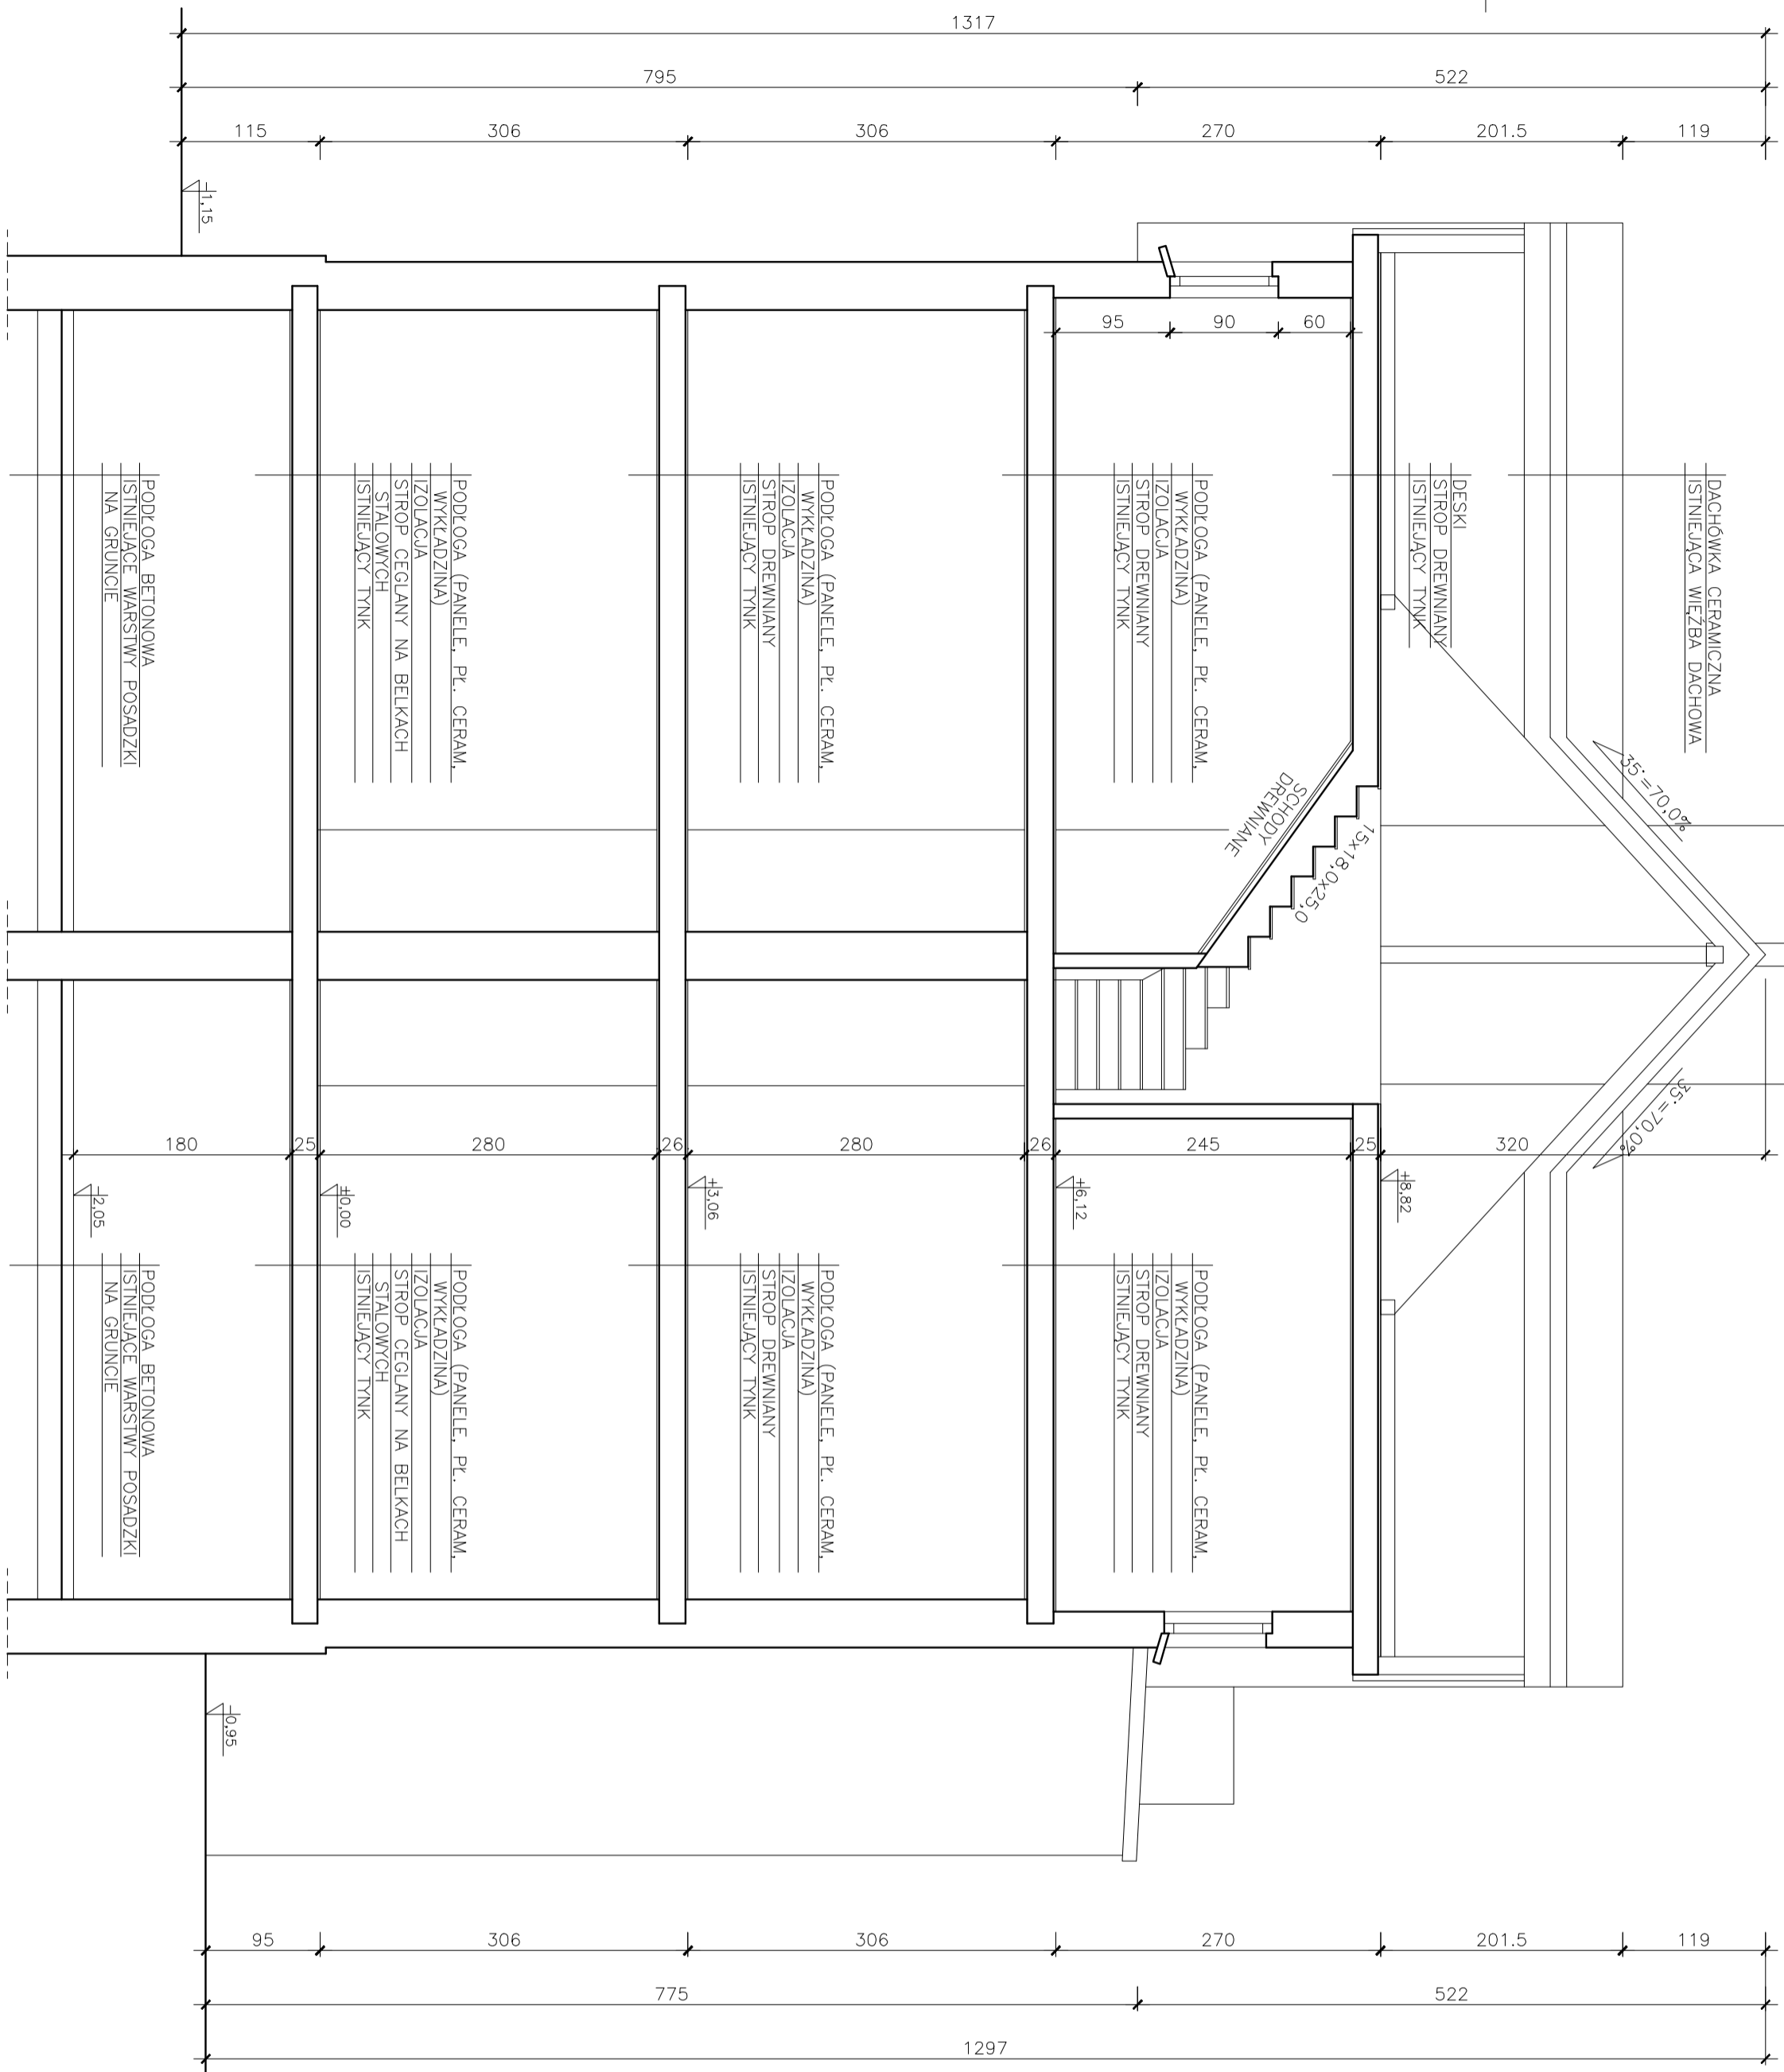 1317
795
522
115
306
306
270
201.5
119
-1,15
95
90
60
DACHÓWKA CERAMICZNA
ISTNIEJĄCA WIĘŹBA DACHOWA
DESKI
STROP DREWNIANY
ISTNIEJĄCY TYNK
PODŁOGA (PANELE, PŁ. CERAM,
WYKŁADZINA)
IZOLACJA
STROP DREWNIANY
ISTNIEJĄCY TYNK
PODŁOGA (PANELE, PŁ. CERAM,
WYKŁADZINA)
IZOLACJA
STROP DREWNIANY
ISTNIEJĄCY TYNK
PODŁOGA (PANELE, PŁ. CERAM,
WYKŁADZINA)
IZOLACJA
STROP CEGLANY NA BELKACH
STALOWYCH
ISTNIEJĄCY TYNK
PODŁOGA BETONOWA
ISTNIEJĄCE WARSTWY POSADZKI
NA GRUNCIE
35°=70,0%
SCHODY
DREWNIANE
15x18,0x25,0
35°=70,0%
180
25
280
26
280
26
245
25
320
-2,05
±0,00
+3,06
+6,12
+8,82
PODŁOGA (PANELE, PŁ. CERAM,
WYKŁADZINA)
IZOLACJA
STROP DREWNIANY
ISTNIEJĄCY TYNK
PODŁOGA (PANELE, PŁ. CERAM,
WYKŁADZINA)
IZOLACJA
STROP DREWNIANY
ISTNIEJĄCY TYNK
PODŁOGA (PANELE, PŁ. CERAM,
WYKŁADZINA)
IZOLACJA
STROP CEGLANY NA BELKACH
STALOWYCH
ISTNIEJĄCY TYNK
PODŁOGA BETONOWA
ISTNIEJĄCE WARSTWY POSADZKI
NA GRUNCIE
-0,95
95
306
306
270
201.5
119
775
522
1297